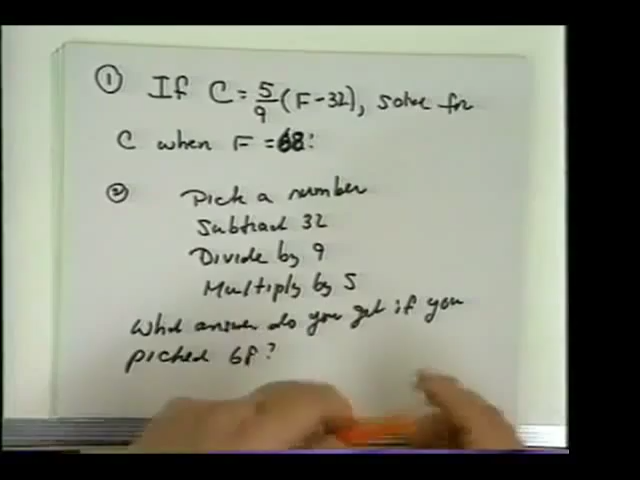 ① If C = 5/9 (F - 32), solve for
C when F = 68:
② Pick a number
Subtract 32
Divide by 9
Multiply by 5
What answer do you get if you
picked 68?